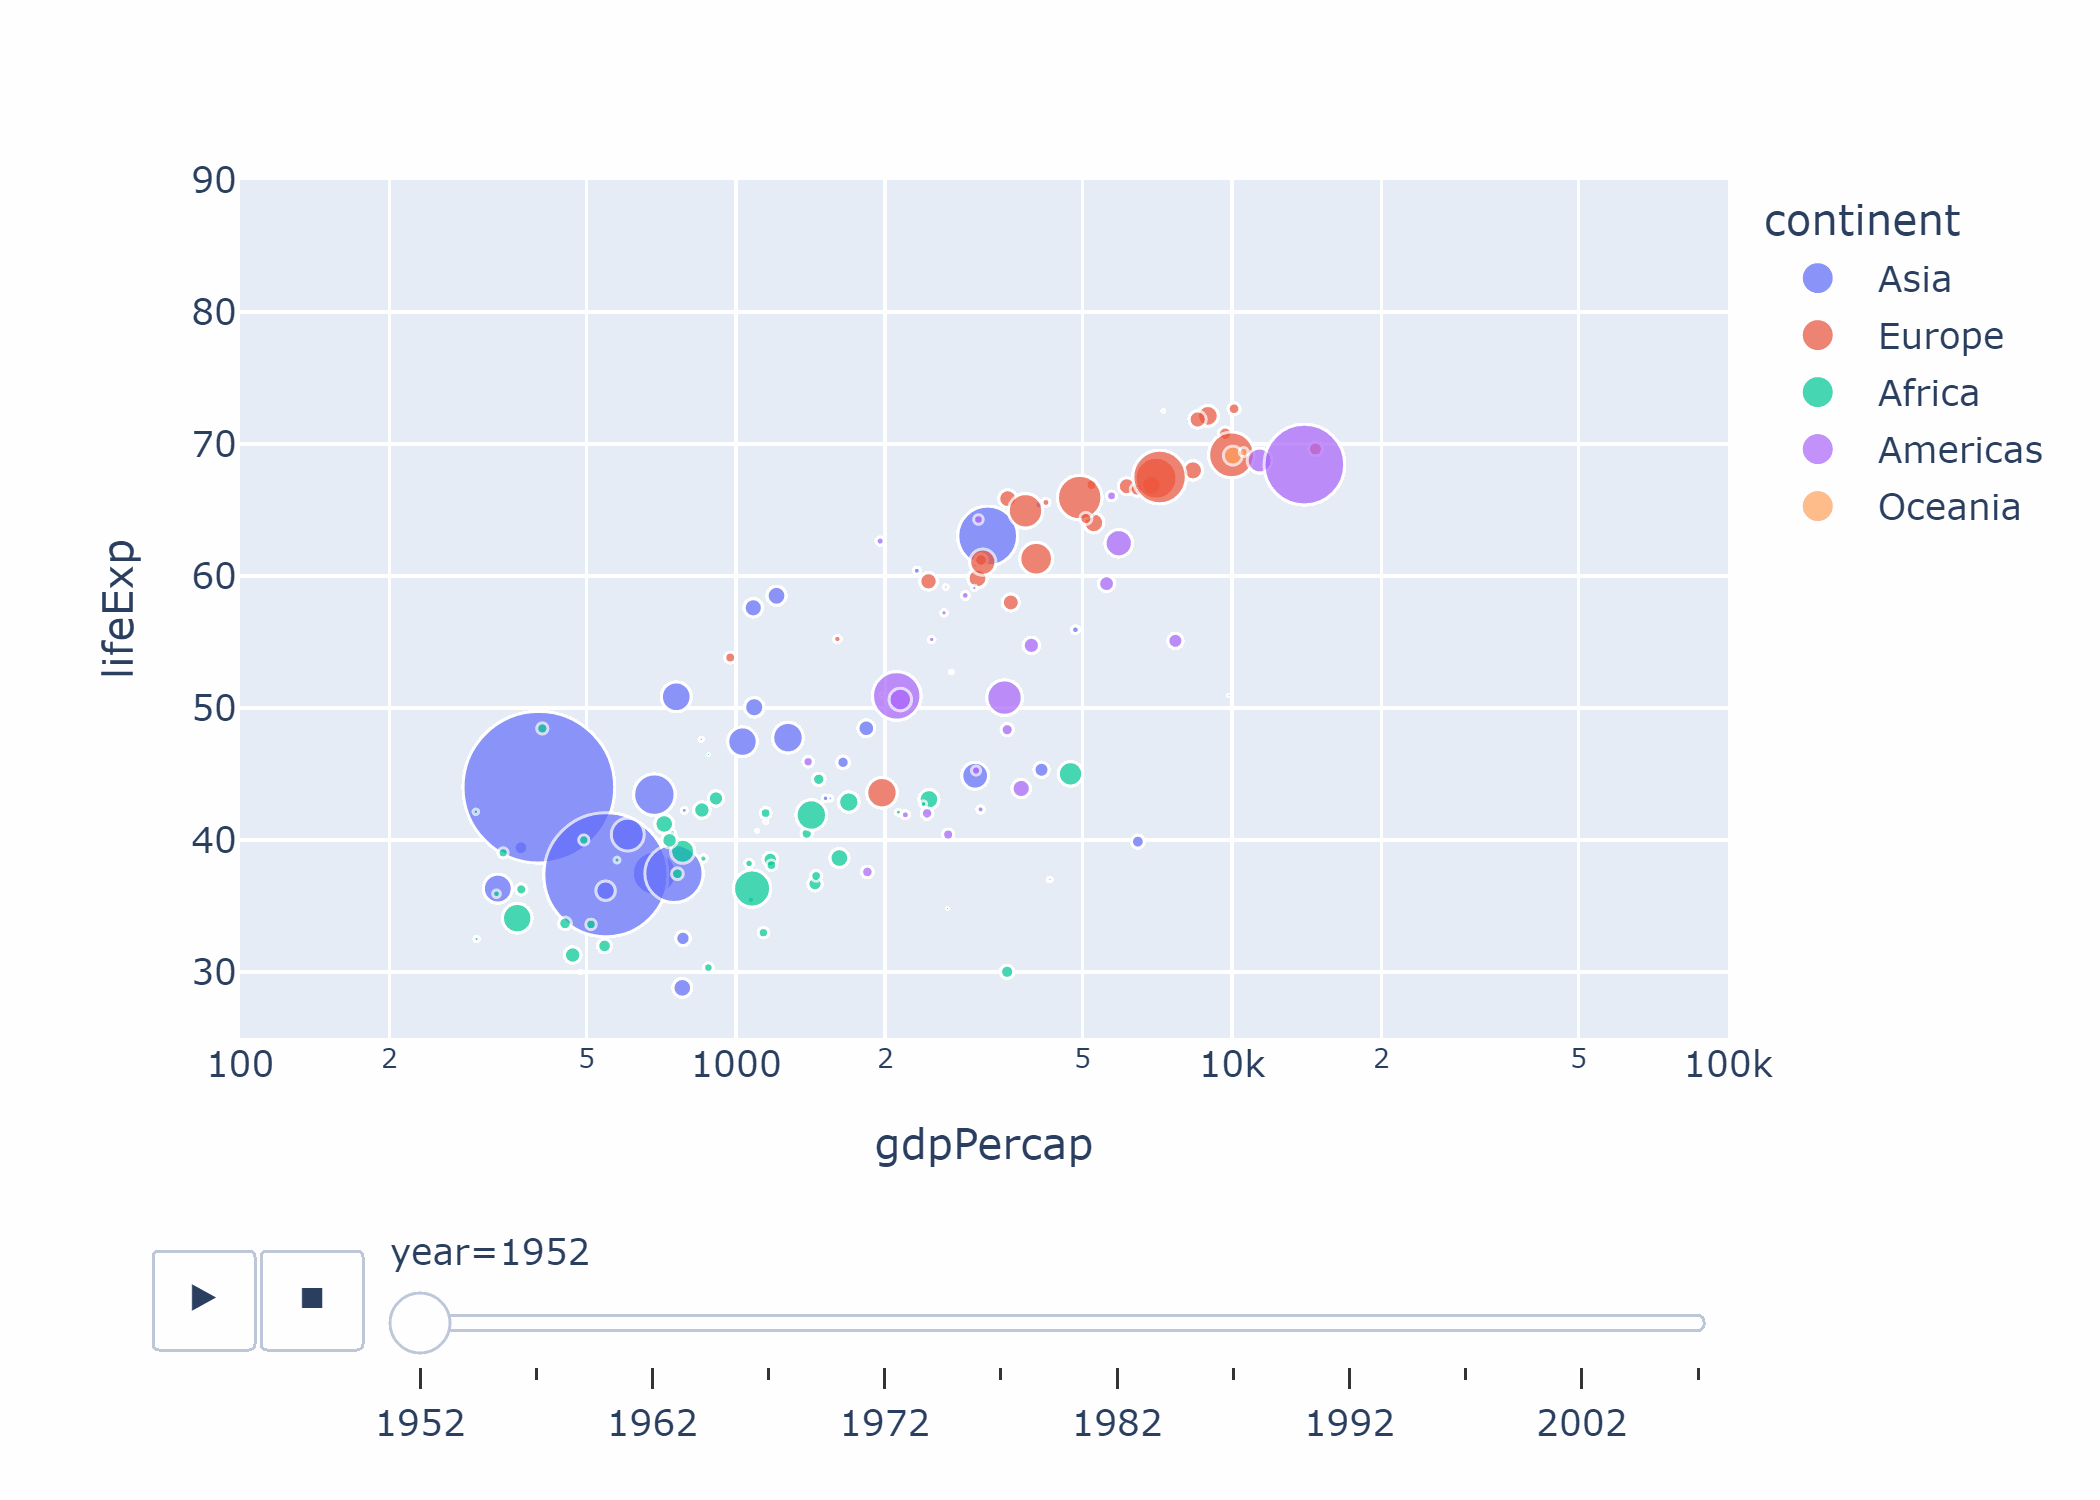 90
80
70
60
50
40
30
lifeExp
100 2 5 1000 2 5 10k 2 5 100k
gdpPercap
continent
Asia
Europe
Africa
Americas
Oceania
year=1952
1952 1962 1972 1982 1992 2002